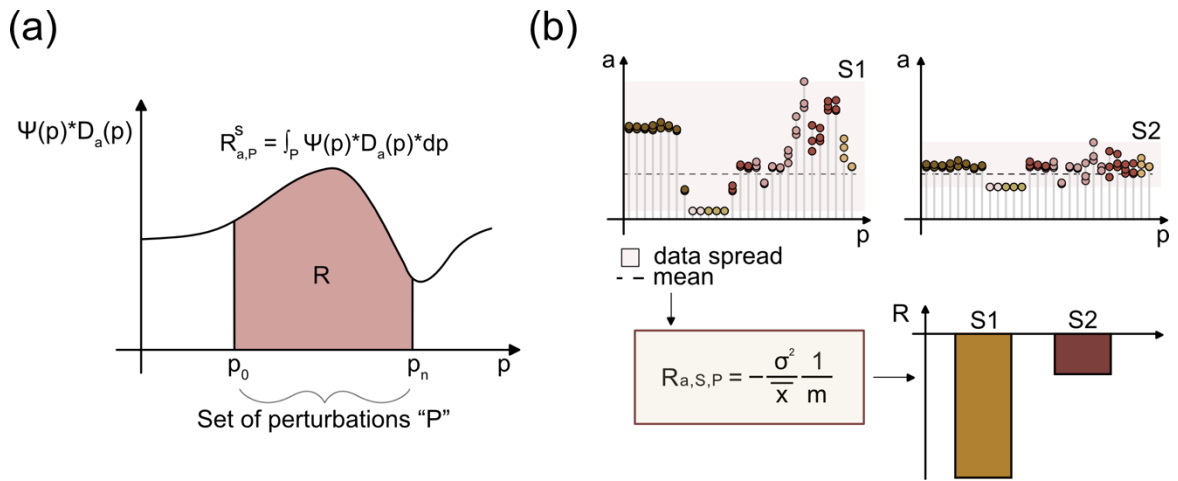 (a)
Ψ(p)*Dₐ(p)
Rˢₐ,P = ∫P Ψ(p)*Dₐ(p)*dp
R
p₀
pₙ
p
Set of perturbations “P”
(b)
a
S1
p
a
S2
p
data spread
mean
Rₐ,S,P = − σ²/x̿ 1/m
R
S1
S2